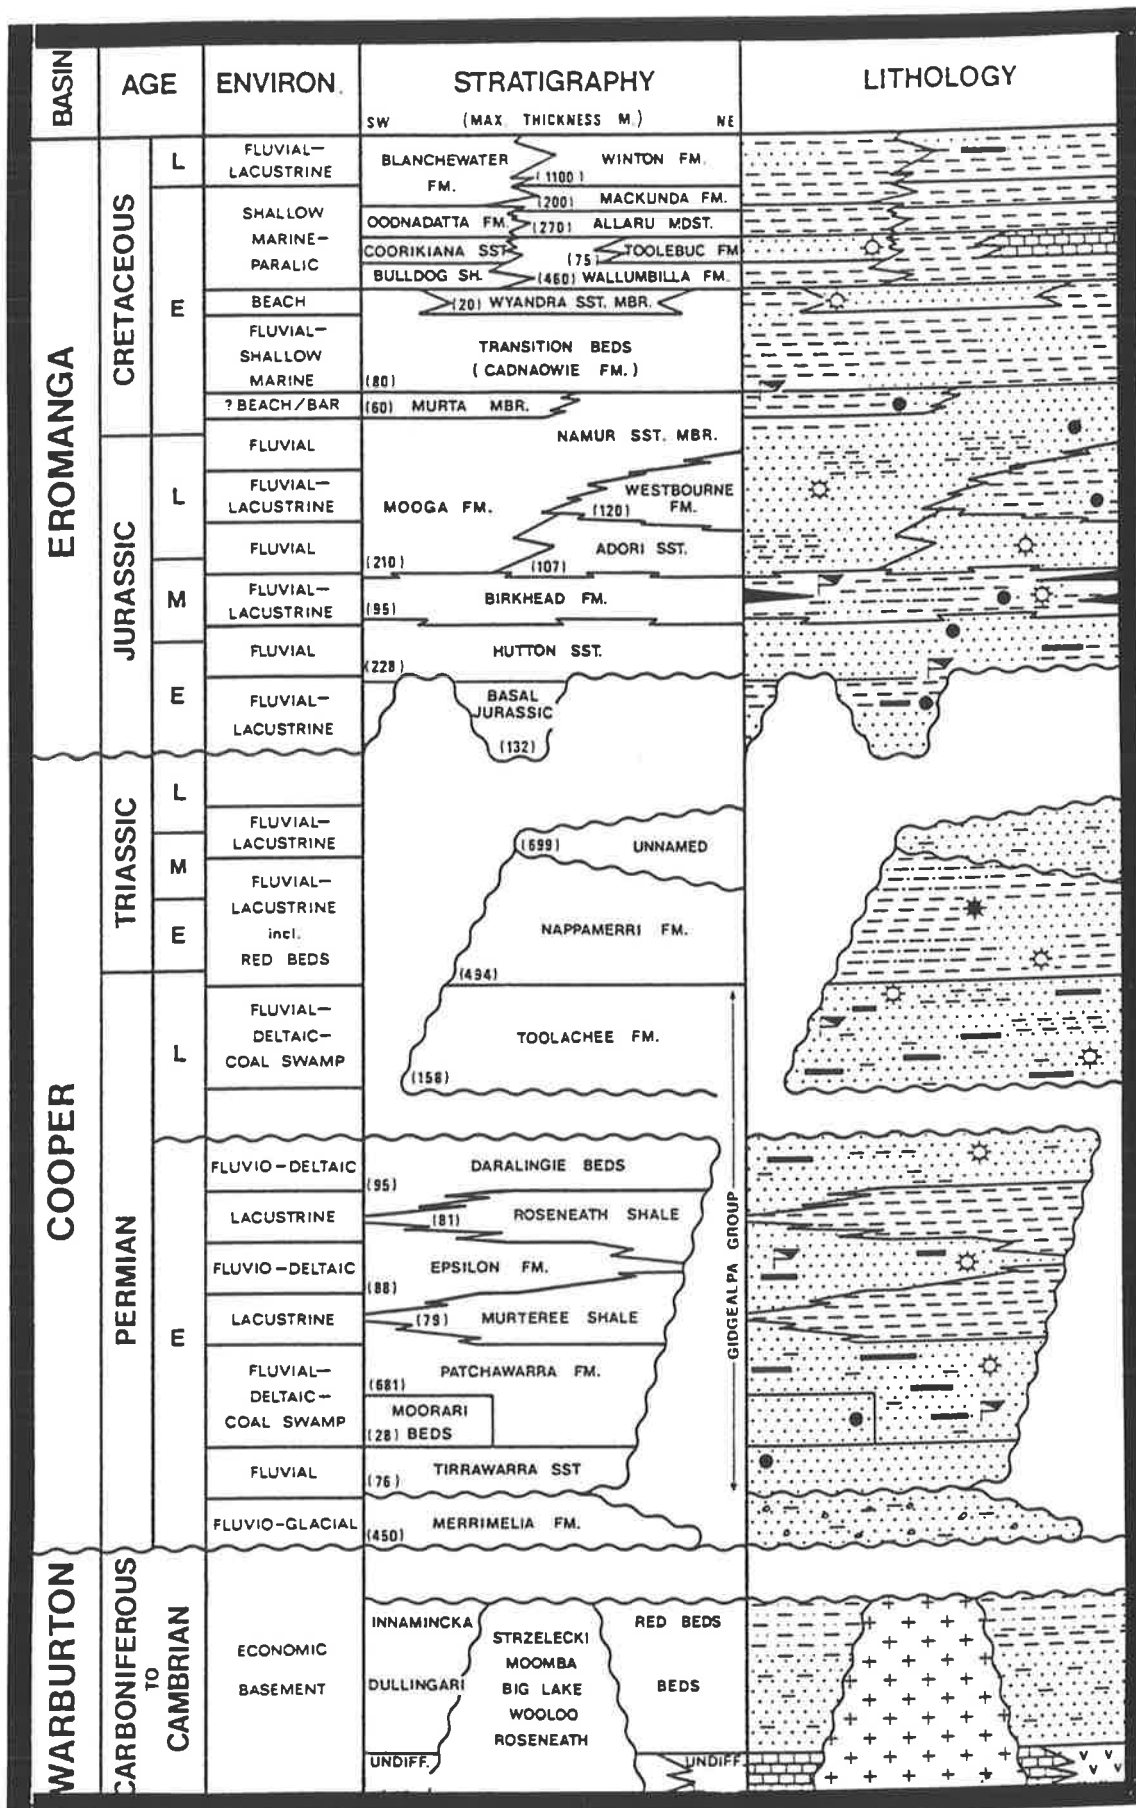 BASIN
AGE
ENVIRON.
STRATIGRAPHY
LITHOLOGY
SW
(MAX. THICKNESS M.)
NE
EROMANGA
CRETACEOUS
L
FLUVIAL-
LACUSTRINE
BLANCHEWATER
FM.
WINTON FM.
(1100)
E
SHALLOW
MARINE-
PARALIC
(200)
MACKUNDA FM.
OODNADATTA FM.
(270)
ALLARU MDST.
COORIKIANA SST
(75)
TOOLEBUC FM
BULLDOG SH.
(460) WALLUMBILLA FM.
BEACH
(20) WYANDRA SST. MBR.
FLUVIAL-
SHALLOW
MARINE
TRANSITION BEDS
(CADNAOWIE FM.)
(80)
? BEACH/BAR
(60) MURTA MBR.
JURASSIC
FLUVIAL
NAMUR SST. MBR.
L
FLUVIAL-
LACUSTRINE
MOOGA FM.
WESTBOURNE
FM.
(120)
FLUVIAL
(210)
ADORI SST.
(107)
M
FLUVIAL-
LACUSTRINE
BIRKHEAD FM.
(95)
E
FLUVIAL
HUTTON SST.
(228)
FLUVIAL-
LACUSTRINE
BASAL
JURASSIC
(132)
COOPER
TRIASSIC
L
FLUVIAL-
LACUSTRINE
(699)
UNNAMED
M
E
FLUVIAL-
LACUSTRINE
incl.
RED BEDS
NAPPAMERRI FM.
(494)
PERMIAN
L
FLUVIAL-
DELTAIC-
COAL SWAMP
TOOLACHEE FM.
(158)
GIDGEALPA GROUP
E
FLUVIO-DELTAIC
DARALINGIE BEDS
(95)
LACUSTRINE
(81)
ROSENEATH SHALE
FLUVIO-DELTAIC
EPSILON FM.
(88)
LACUSTRINE
(79)
MURTEREE SHALE
FLUVIAL-
DELTAIC-
COAL SWAMP
PATCHAWARRA FM.
(681)
MOORARI
(28) BEDS
FLUVIAL
TIRRAWARRA SST
(76)
FLUVIO-GLACIAL
MERRIMELIA FM.
(450)
WARBURTON
CARBONIFEROUS
TO
CAMBRIAN
ECONOMIC
BASEMENT
INNAMINCKA
RED BEDS
STRZELECKI
MOOMBA
DULLINGARI
BIG LAKE
BEDS
WOOLOO
ROSENEATH
UNDIFF.
UNDIFF.